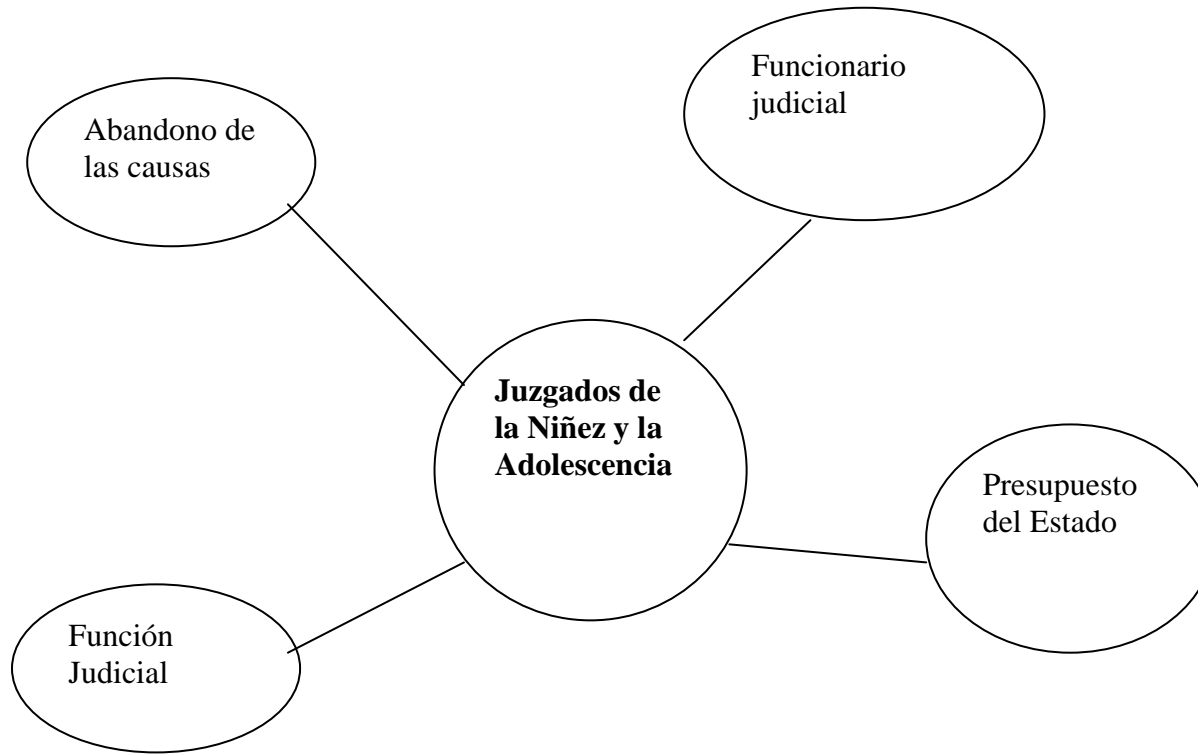 Funcionario
judicial
Abandono de
las causas
Juzgados de
la Niñez y la
Adolescencia
Presupuesto
del Estado
Función
Judicial